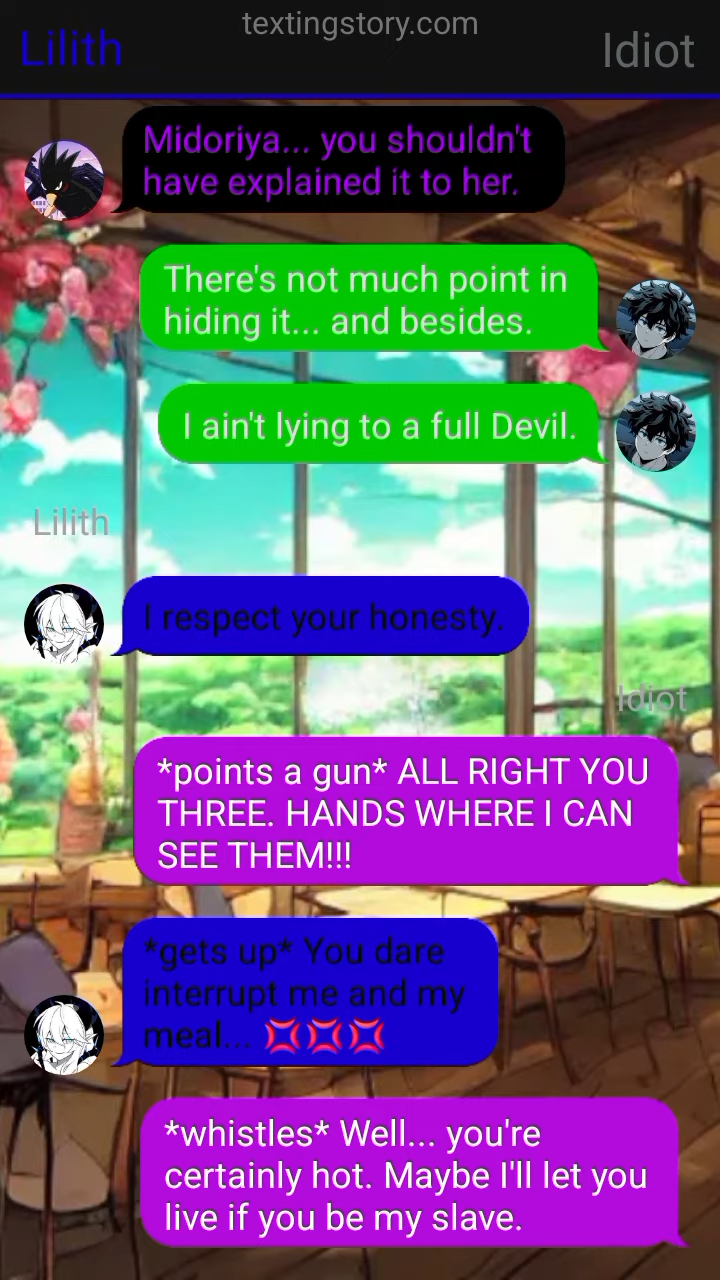 textingstory.com
Lilith
Idiot
Midoriya... you shouldn't
have explained it to her.
There's not much point in
hiding it... and besides.
I ain't lying to a full Devil.
Lilith
I respect your honesty.
Idiot
*points a gun* ALL RIGHT YOU
THREE. HANDS WHERE I CAN
SEE THEM!!!
*gets up* You dare
interrupt me and my
meal... 💢💢💢
*whistles* Well... you're
certainly hot. Maybe I'll let you
live if you be my slave.